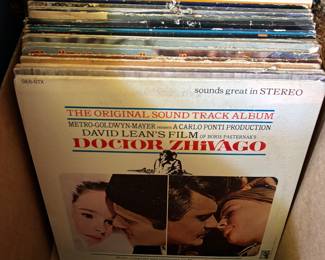 sounds great in STEREO
THE ORIGINAL SOUND TRACK ALBUM
METRO-GOLDWYN-MAYER PRESENTS A CARLO PONTI PRODUCTION
DAVID LEAN'S FILM OF BORIS PASTERNAK'S
DOCTOR ZHIVAGO